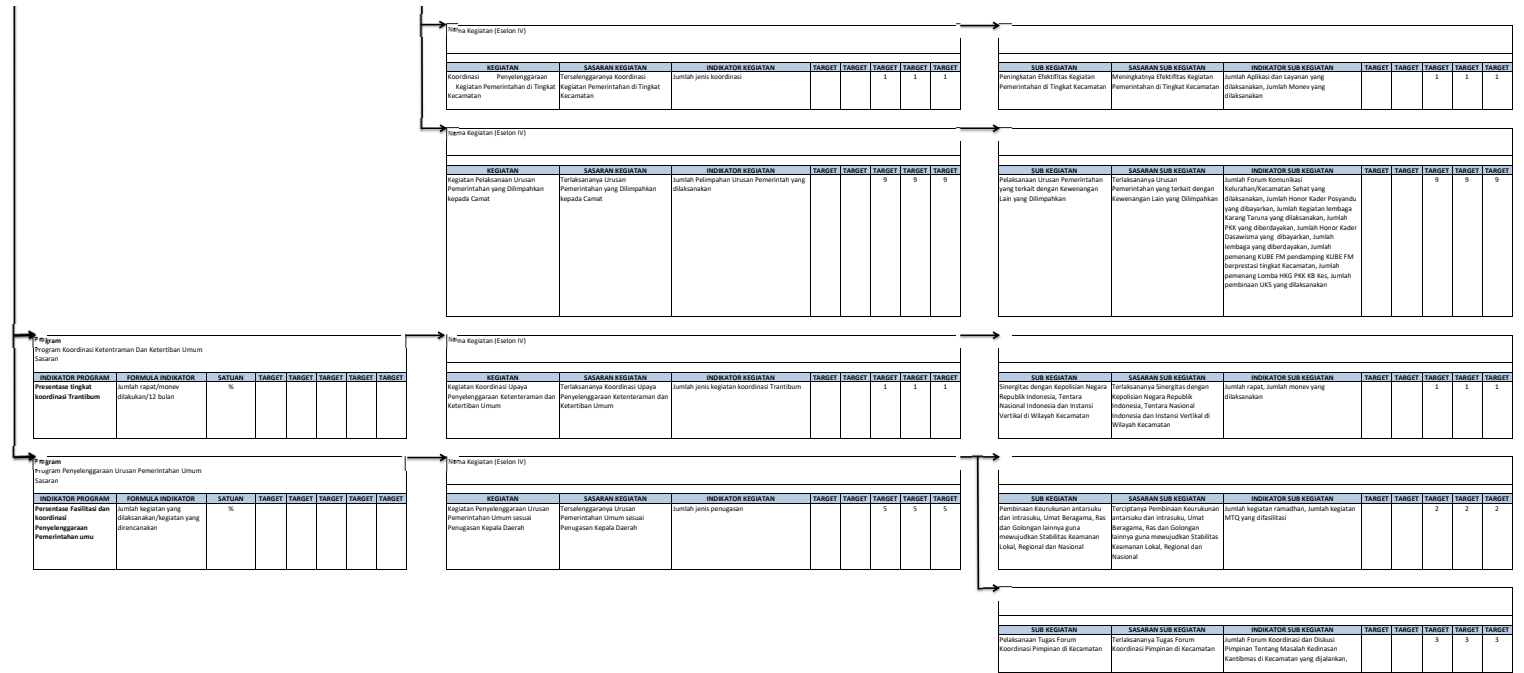 Nama Kegiatan (Eselon IV)
KEGIATAN SASARAN KEGIATAN INDIKATOR KEGIATAN TARGET TARGET TARGET TARGET TARGET
Koordinasi Penyelenggaraan
Kegiatan Pemerintahan di Tingkat
Kecamatan
Terselenggaranya Koordinasi
Kegiatan Pemerintahan di Tingkat
Kecamatan
Jumlah jenis koordinasi
1 1 1
SUB KEGIATAN SASARAN SUB KEGIATAN INDIKATOR SUB KEGIATAN TARGET TARGET TARGET TARGET TARGET
Peningkatan Efektifitas Kegiatan
Pemerintahan di Tingkat Kecamatan
Meningkatnya Efektifitas Kegiatan
Pemerintahan di Tingkat Kecamatan
Jumlah Aplikasi dan Layanan yang
dilaksanakan, Jumlah Monev yang
dilaksanakan
1 1 1
Nama Kegiatan (Eselon IV)
KEGIATAN SASARAN KEGIATAN INDIKATOR KEGIATAN TARGET TARGET TARGET TARGET TARGET
Kegiatan Pelaksanaan Urusan
Pemerintahan yang Dilimpahkan
kepada Camat
Terlaksananya Urusan
Pemerintahan yang Dilimpahkan
kepada Camat
Jumlah Pelimpahan Urusan Pemerintah yang
dilaksanakan
9 9 9
SUB KEGIATAN SASARAN SUB KEGIATAN INDIKATOR SUB KEGIATAN TARGET TARGET TARGET TARGET TARGET
Pelaksanaan Urusan Pemerintahan
yang terkait dengan Kewenangan
Lain yang Dilimpahkan
Terlaksananya Urusan
Pemerintahan yang terkait dengan
Kewenangan Lain yang Dilimpahkan
Jumlah Forum Komunikasi
Kelurahan/Kecamatan Sehat yang
dilaksanakan, Jumlah Honor Kader Posyandu
yang dibayarkan, Jumlah Kegiatan lembaga
Karang Taruna yang dilaksanakan, Jumlah
PKK yang diberdayakan, Jumlah Honor Kader
Dasawisma yang dibayarkan, Jumlah
lembaga yang diberdayakan, Jumlah
pemenang KUBE FM pendamping KUBE FM
berprestasi tingkat Kecamatan, Jumlah
pemenang Lomba HKG PKK KB Kes, Jumlah
pembinaan UKS yang dilaksanakan
9 9 9
Program
Program Koordinasi Ketentraman Dan Ketertiban Umum
Sasaran
INDIKATOR PROGRAM FORMULA INDIKATOR SATUAN TARGET TARGET TARGET TARGET TARGET
Presentase tingkat
koordinasi Trantibum
Jumlah rapat/monev
dilakukan/12 bulan
%
Nama Kegiatan (Eselon IV)
KEGIATAN SASARAN KEGIATAN INDIKATOR KEGIATAN TARGET TARGET TARGET TARGET TARGET
Kegiatan Koordinasi Upaya
Penyelenggaraan Ketenteraman dan
Ketertiban Umum
Terlaksananya Koordinasi Upaya
Penyelenggaraan Ketenteraman dan
Ketertiban Umum
Jumlah jenis kegiatan koordinasi Trantibum
1 1 1
SUB KEGIATAN SASARAN SUB KEGIATAN INDIKATOR SUB KEGIATAN TARGET TARGET TARGET TARGET TARGET
Sinergitas dengan Kepolisian Negara
Republik Indonesia, Tentara
Nasional Indonesia dan Instansi
Vertikal di Wilayah Kecamatan
Terlaksananya Sinergitas dengan
Kepolisian Negara Republik
Indonesia, Tentara Nasional
Indonesia dan Instansi Vertikal di
Wilayah Kecamatan
Jumlah rapat, Jumlah monev yang
dilaksanakan
1 1 1
Program
Program Penyelenggaraan Urusan Pemerintahan Umum
Sasaran
INDIKATOR PROGRAM FORMULA INDIKATOR SATUAN TARGET TARGET TARGET TARGET TARGET
Persentase Fasilitasi dan
koordinasi
Penyelenggaraan
Pemerintahan umu
Jumlah kegiatan yang
dilaksanakan/kegiatan yang
direncanakan
%
Nama Kegiatan (Eselon IV)
KEGIATAN SASARAN KEGIATAN INDIKATOR KEGIATAN TARGET TARGET TARGET TARGET TARGET
Kegiatan Penyelenggaraan Urusan
Pemerintahan Umum sesuai
Penugasan Kepala Daerah
Terselenggaranya Urusan
Pemerintahan Umum sesuai
Penugasan Kepala Daerah
Jumlah jenis penugasan
5 5 5
SUB KEGIATAN SASARAN SUB KEGIATAN INDIKATOR SUB KEGIATAN TARGET TARGET TARGET TARGET TARGET
Pembinaan Keurukunan antarsuku
dan intrasuku, Umat Beragama, Ras
dan Golongan lainnya guna
mewujudkan Stabilitas Keamanan
Lokal, Regional dan Nasional
Terciptanya Pembinaan Keurukunan
antarsuku dan intrasuku, Umat
Beragama, Ras dan Golongan
lainnya guna mewujudkan Stabilitas
Keamanan Lokal, Regional dan
Nasional
Jumlah kegiatan ramadhan, Jumlah kegiatan
MTQ yang difasilitasi
2 2 2
SUB KEGIATAN SASARAN SUB KEGIATAN INDIKATOR SUB KEGIATAN TARGET TARGET TARGET TARGET TARGET
Pelaksanaan Tugas Forum
Koordinasi Pimpinan di Kecamatan
Terlaksananya Tugas Forum
Koordinasi Pimpinan di Kecamatan
Jumlah Forum Koordinasi dan Diskusi
Pimpinan Tentang Masalah Kedinasan
Kantibmas di Kecamatan yang dijalankan,
3 3 3